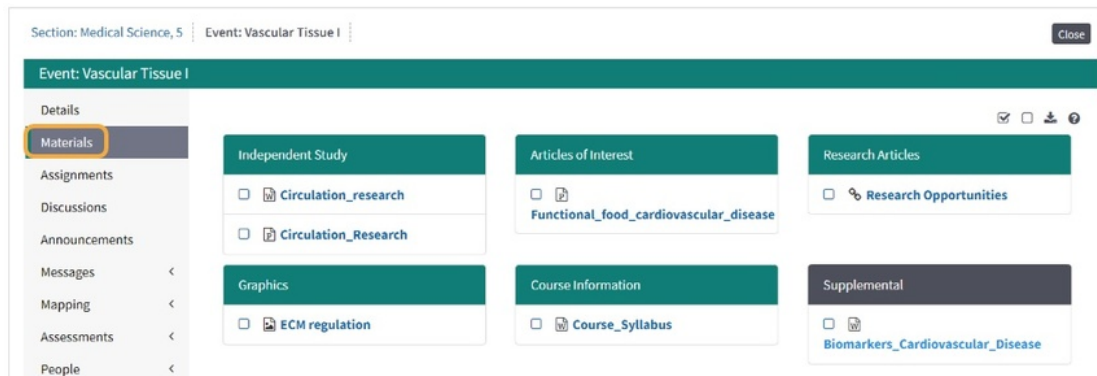 Section: Medical Science, 5
Event: Vascular Tissue I
Close
Event: Vascular Tissue I
Details
Materials
Assignments
Discussions
Announcements
Messages
Mapping
Assessments
People
Independent Study
Circulation_research
Circulation_Research
Articles of Interest
Functional_food_cardiovascular_disease
Research Articles
Research Opportunities
Graphics
ECM regulation
Course Information
Course_Syllabus
Supplemental
Biomarkers_Cardiovascular_Disease